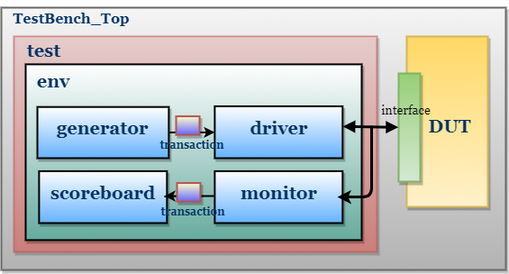 TestBench_Top
test
env
generator
transaction
driver
interface
DUT
scoreboard
transaction
monitor